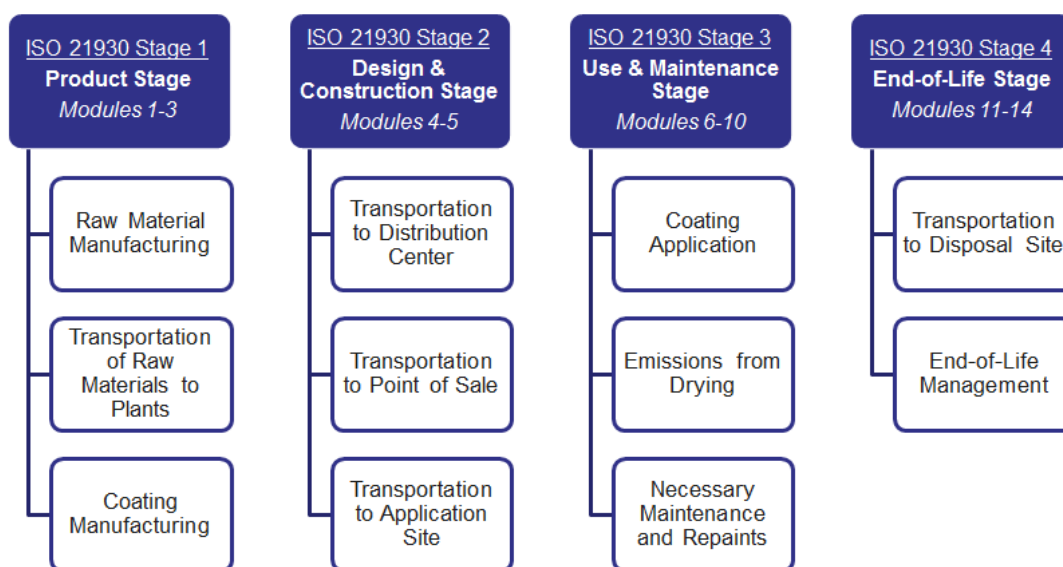 ISO 21930 Stage 1
Product Stage
Modules 1-3
Raw Material
Manufacturing
Transportation
of Raw
Materials to
Plants
Coating
Manufacturing
ISO 21930 Stage 2
Design &
Construction Stage
Modules 4-5
Transportation
to Distribution
Center
Transportation
to Point of Sale
Transportation
to Application
Site
ISO 21930 Stage 3
Use & Maintenance
Stage
Modules 6-10
Coating
Application
Emissions from
Drying
Necessary
Maintenance
and Repaints
ISO 21930 Stage 4
End-of-Life Stage
Modules 11-14
Transportation
to Disposal Site
End-of-Life
Management